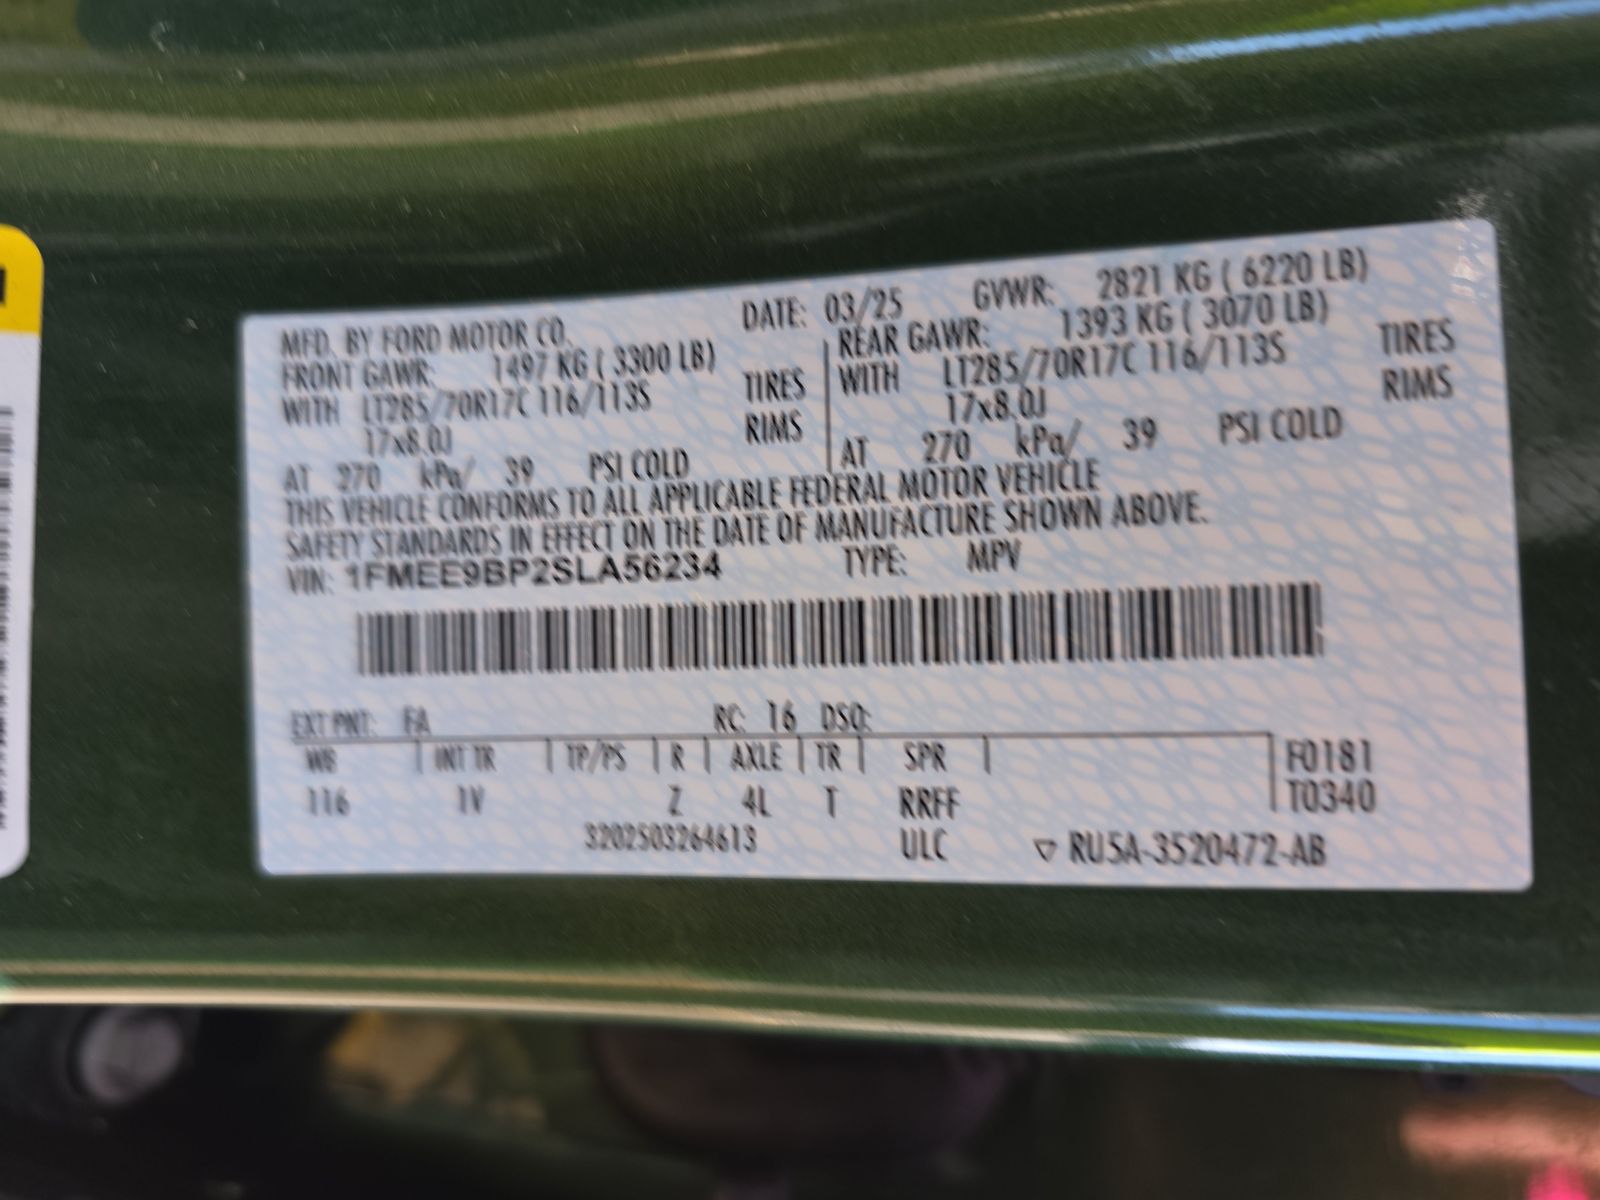 MFD. BY FORD MOTOR CO. DATE: 03/25 GVWR: 2821 KG ( 6220 LB)
FRONT GAWR: 1497 KG ( 3300 LB) REAR GAWR: 1393 KG ( 3070 LB)
WITH LT285/70R17C 116/113S TIRES WITH LT285/70R17C 116/113S TIRES
17x8.0J RIMS 17x8.0J RIMS
AT 270 kPa/ 39 PSI COLD AT 270 kPa/ 39 PSI COLD
THIS VEHICLE CONFORMS TO ALL APPLICABLE FEDERAL MOTOR VEHICLE
SAFETY STANDARDS IN EFFECT ON THE DATE OF MANUFACTURE SHOWN ABOVE.
VIN: 1FMEE9BP2SLA56234 TYPE: MPV
EXT PNT: FA RC: 16 DSO:
WB INT TR TP/PS R AXLE TR SPR F0181
116 1V Z 4L T RRFF T0340
3202503264613 ULC ▽ RU5A-3520472-AB